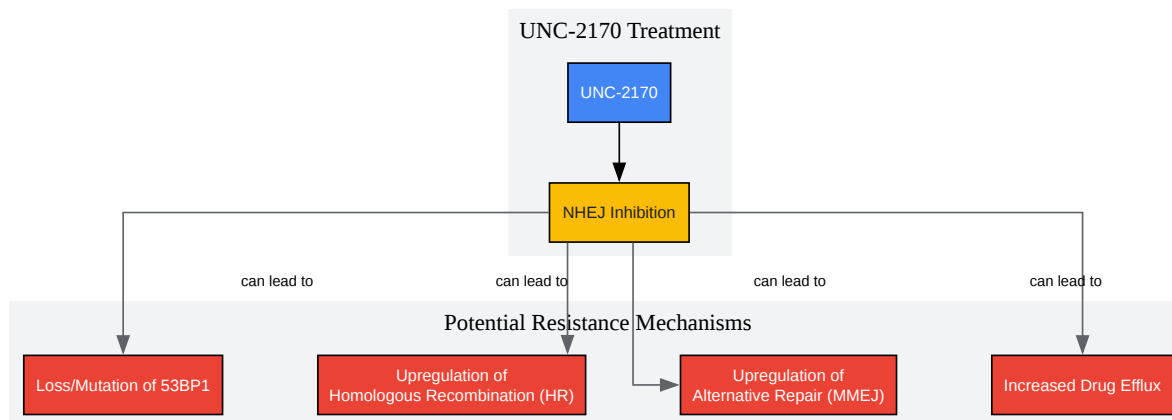 UNC-2170 Treatment
UNC-2170
NHEJ Inhibition
can lead to
can lead to
can lead to
can lead to
Potential Resistance Mechanisms
Loss/Mutation of 53BP1
Upregulation of
Homologous Recombination (HR)
Upregulation of
Alternative Repair (MMEJ)
Increased Drug Efflux